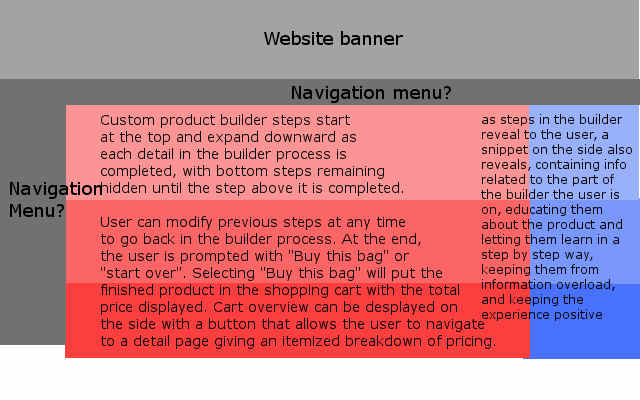 Website banner
Navigation menu?
Navigation
Menu?
Custom product builder steps start
at the top and expand downward as
each detail in the builder process is
completed, with bottom steps remaining
hidden until the step above it is completed.
User can modify previous steps at any time
to go back in the builder process. At the end,
the user is prompted with "Buy this bag" or
"start over". Selecting "Buy this bag" will put the
finished product in the shopping cart with the total
price displayed. Cart overview can be desplayed on
the side with a button that allows the user to navigate
to a detail page giving an itemized breakdown of pricing.
as steps in the builder
reveal to the user, a
snippet on the side also
reveals, containing info
related to the part of
the builder the user is
on, educating them
about the product and
letting them learn in a
step by step way,
keeping them from
information overload,
and keeping the
experience positive